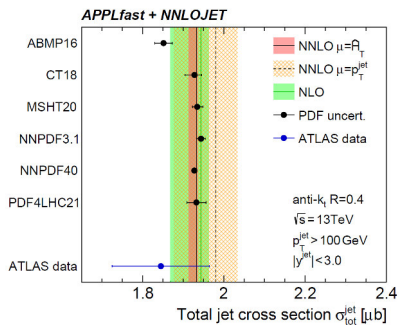 APPLfast + NNLOJET
ABMP16
CT18
MSHT20
NNPDF3.1
NNPDF40
PDF4LHC21
ATLAS data
NNLO μ=Ĥ_T
NNLO μ=p_T^jet
NLO
PDF uncert.
ATLAS data
anti-k_t R=0.4
√s = 13TeV
p_T^jet > 100GeV
|y^jet| < 3.0
1.8 2 2.2 2.4
Total jet cross section σ_tot^jet [μb]